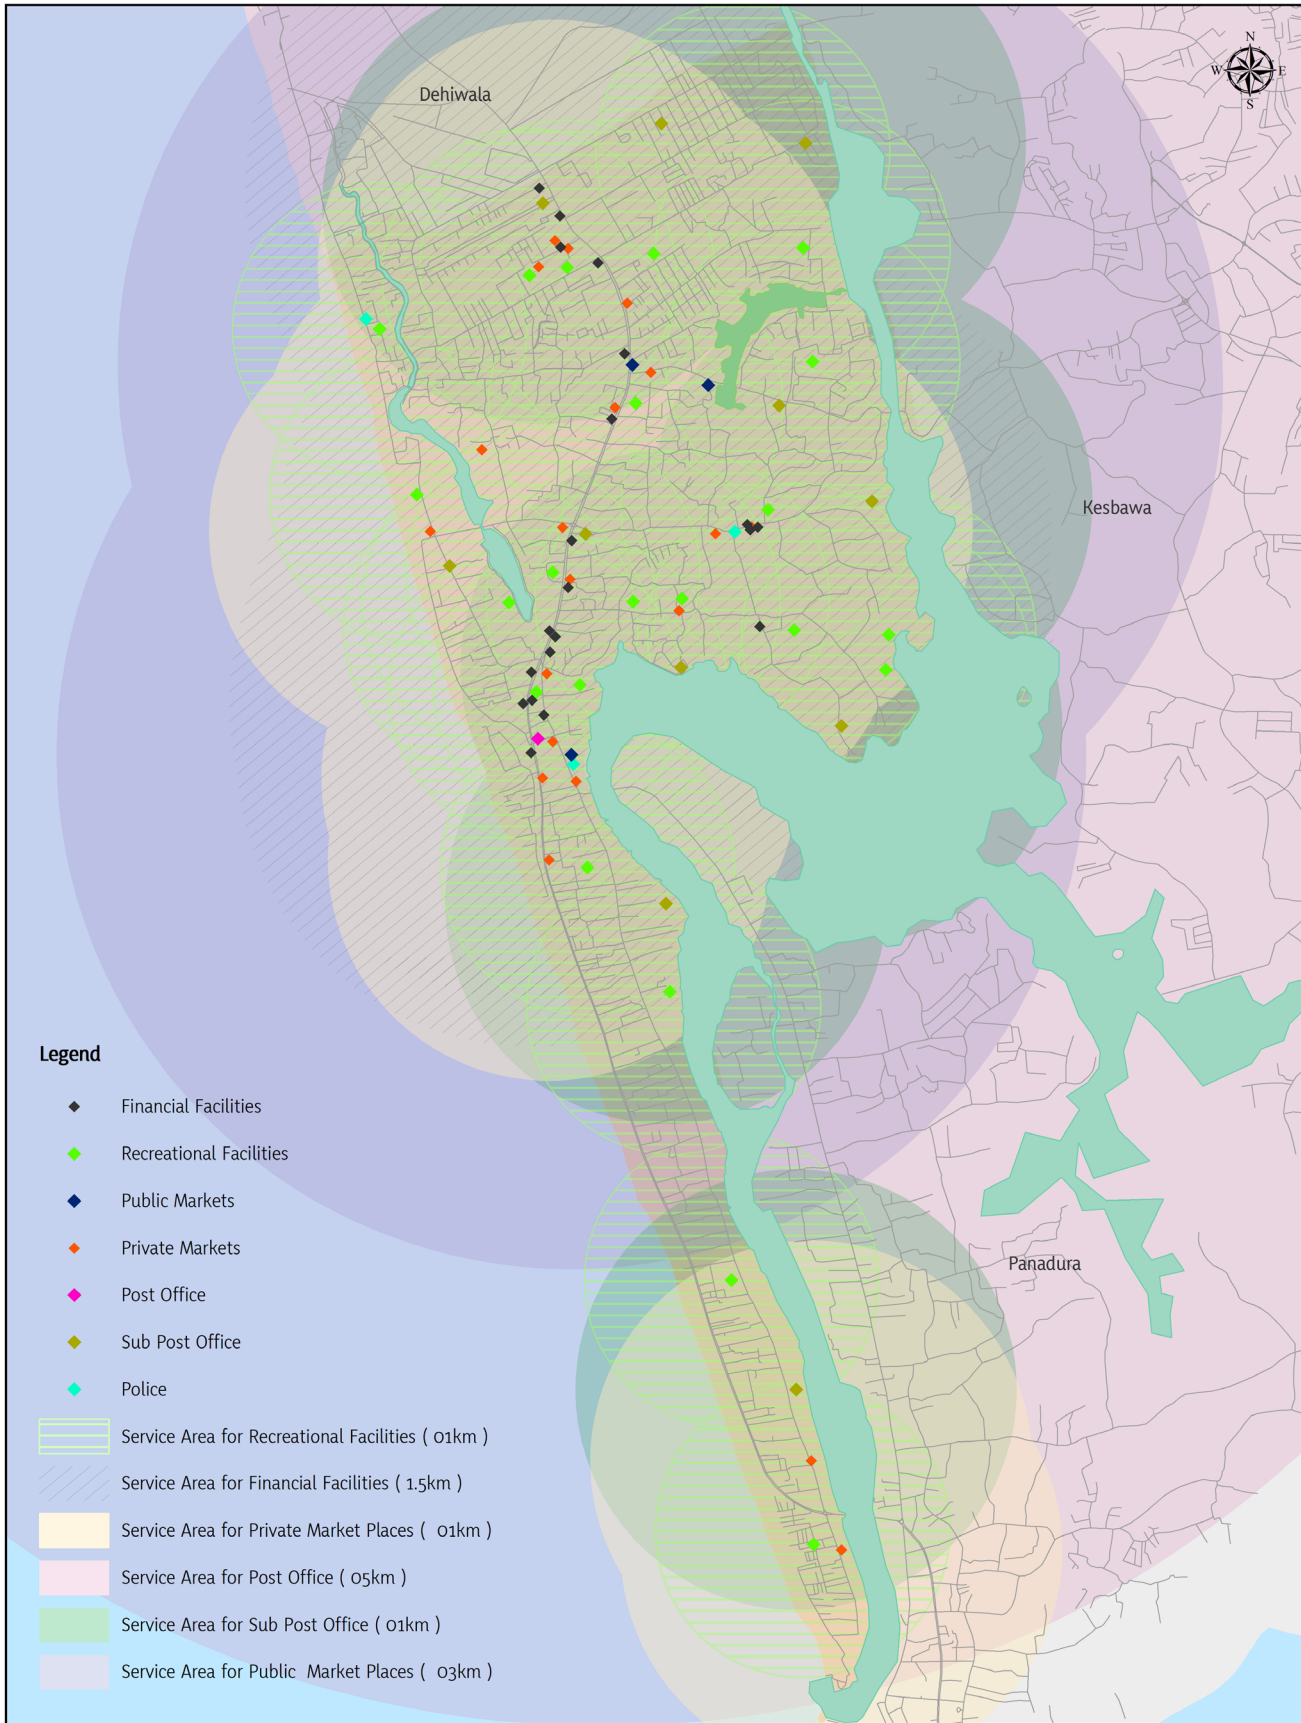 N
W E
S
Dehiwala
Kesbawa
Panadura
Legend
Financial Facilities
Recreational Facilities
Public Markets
Private Markets
Post Office
Sub Post Office
Police
Service Area for Recreational Facilities ( 01km )
Service Area for Financial Facilities ( 1.5km )
Service Area for Private Market Places (  01km )
Service Area for Post Office ( 05km )
Service Area for Sub Post Office ( 01km )
Service Area for Public  Market Places (  03km )